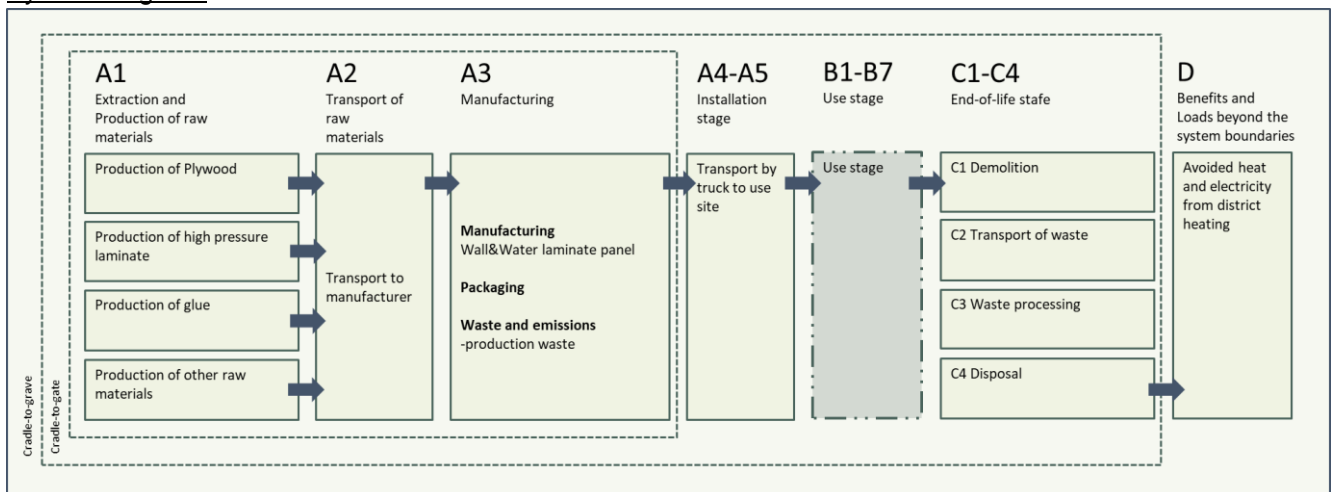 A1
Extraction and
Production of raw
materials
A2
Transport of
raw
materials
A3
Manufacturing
A4-A5
Installation
stage
B1-B7
Use stage
C1-C4
End-of-life stafe
D
Benefits and
Loads beyond the
system boundaries
Production of Plywood
Production of high pressure
laminate
Production of glue
Production of other raw
materials
Transport to
manufacturer
Manufacturing
Wall&Water laminate panel
Packaging
Waste and emissions
-production waste
Transport by
truck to use
site
Use stage
C1 Demolition
C2 Transport of waste
C3 Waste processing
C4 Disposal
Avoided heat
and electricity
from district
heating
Cradle-to-grave
Cradle-to-gate